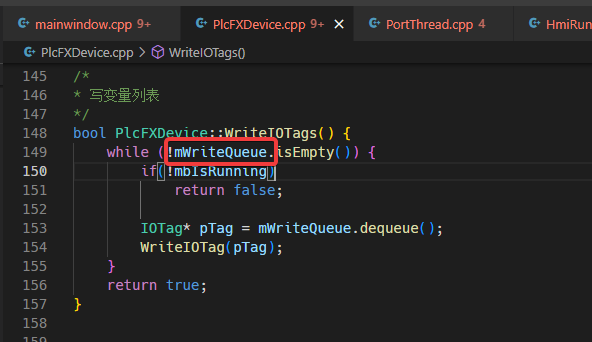 mainwindow.cpp 9+ PlcFXDevice.cpp 9+ PortThread.cpp 4 HmiRun
PlcFXDevice.cpp > WriteIOTags()
145 /*
146 * 写变量列表
147 */
148 bool PlcFXDevice::WriteIOTags() {
149 while (!mWriteQueue.isEmpty()) {
150 if(!mbIsRunning)
151 return false;
152
153 IOTag* pTag = mWriteQueue.dequeue();
154 WriteIOTag(pTag);
155 }
156 return true;
157 }
158
159